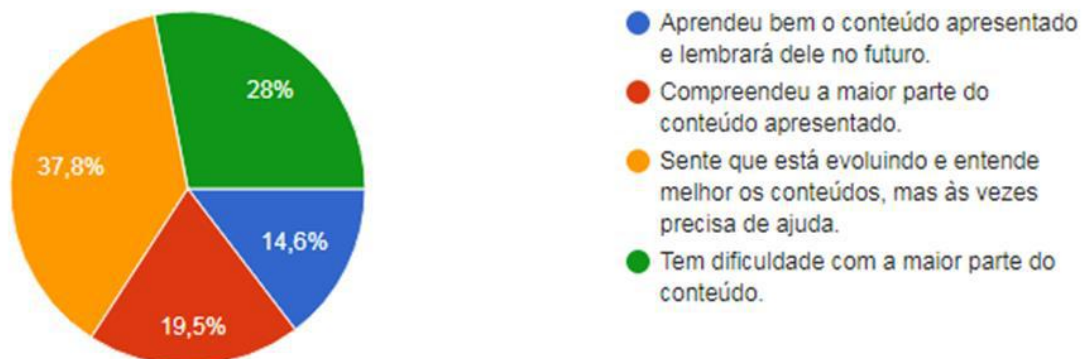 28%
37,8%
14,6%
19,5%
Aprendeu bem o conteúdo apresentado
e lembrará dele no futuro.
Compreendeu a maior parte do
conteúdo apresentado.
Sente que está evoluindo e entende
melhor os conteúdos, mas às vezes
precisa de ajuda.
Tem dificuldade com a maior parte do
conteúdo.